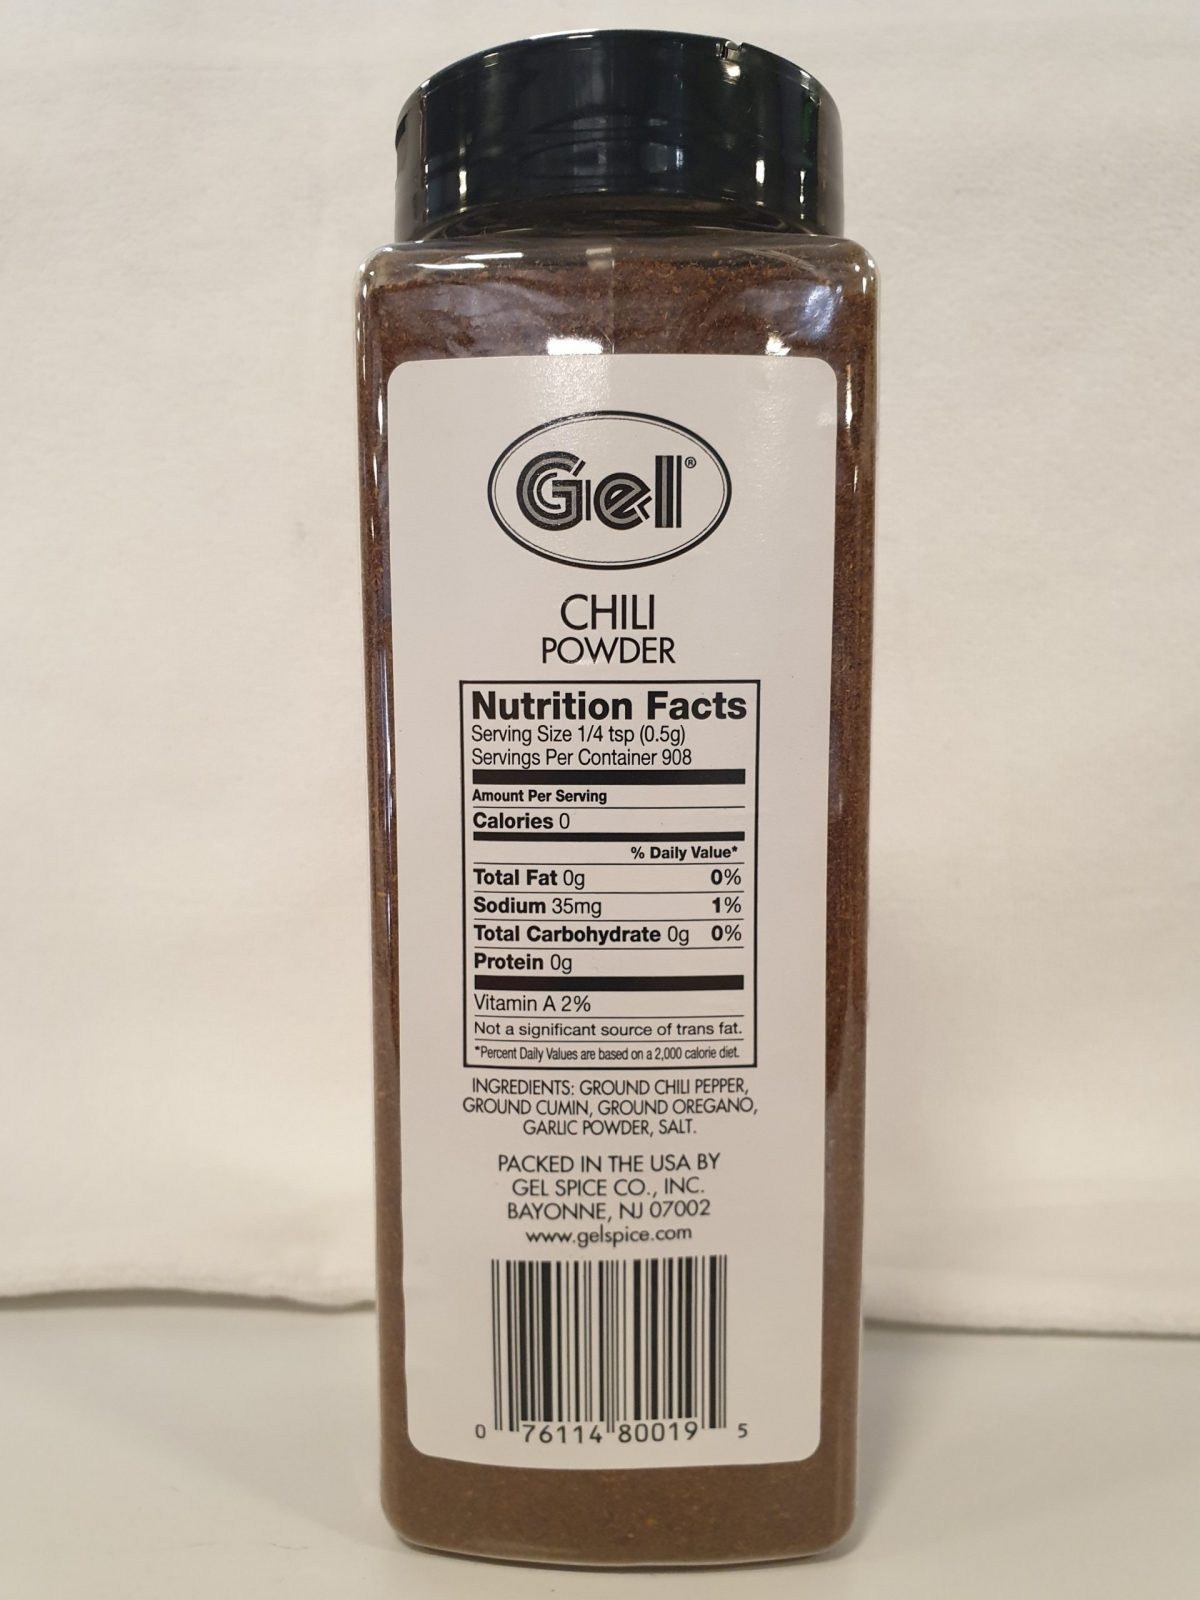 Gel®
CHILI
POWDER
Nutrition Facts
Serving Size 1/4 tsp (0.5g)
Servings Per Container 908
Amount Per Serving
Calories 0
% Daily Value*
Total Fat 0g 0%
Sodium 35mg 1%
Total Carbohydrate 0g 0%
Protein 0g
Vitamin A 2%
Not a significant source of trans fat.
*Percent Daily Values are based on a 2,000 calorie diet.
INGREDIENTS: GROUND CHILI PEPPER,
GROUND CUMIN, GROUND OREGANO,
GARLIC POWDER, SALT.
PACKED IN THE USA BY
GEL SPICE CO., INC.
BAYONNE, NJ 07002
www.gelspice.com
0 76114 80019 5